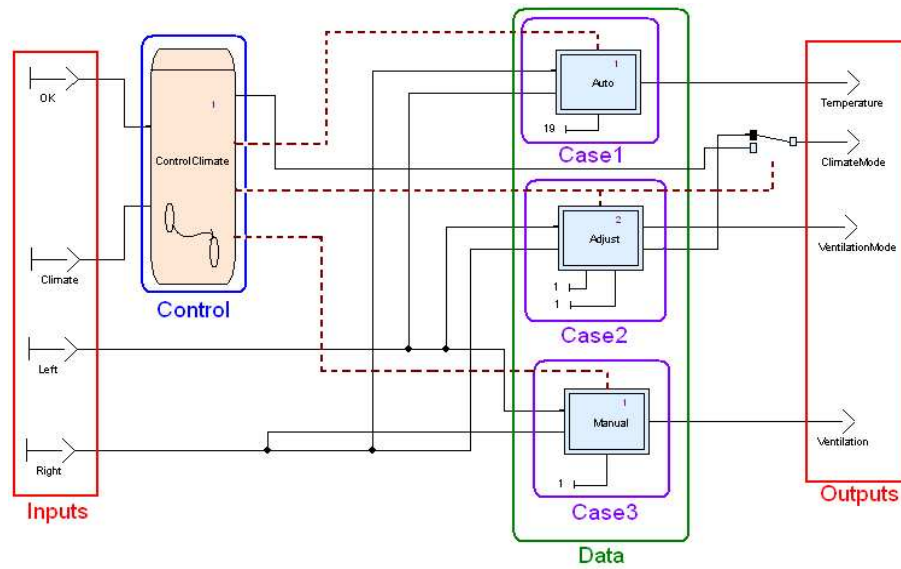 OK
Climate
Left
Right
Inputs
1
ControlClimate
Control
1
Auto
19
Case1
2
Adjust
1
1
Case2
1
Manual
1
Case3
Data
Temperature
ClimateMode
VentilationMode
Ventilation
Outputs